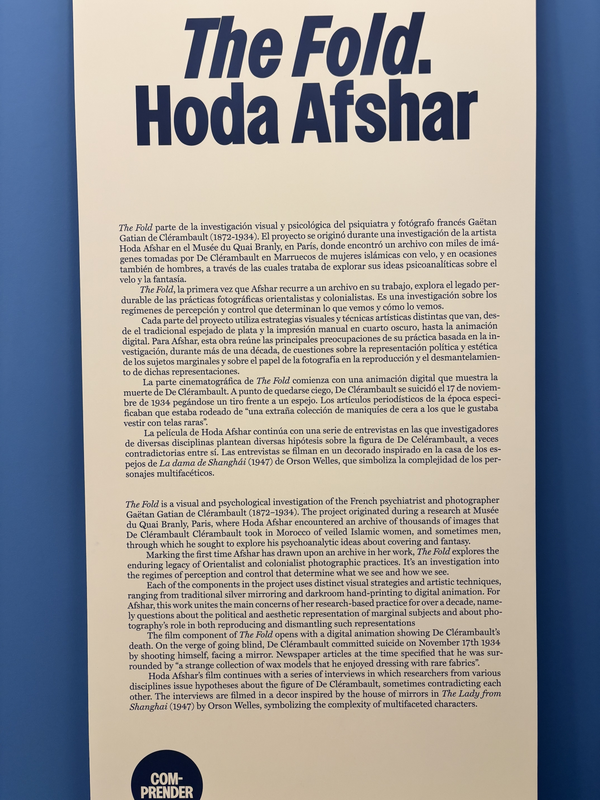 The Fold.
Hoda Afshar
The Fold parte de la investigación visual y psicológica del psiquiatra y fotógrafo francés Gaëtan
Gatian de Clérambault (1872-1934). El proyecto se originó durante una investigación de la artista
Hoda Afshar en el Musée du Quai Branly, en París, donde encontró un archivo con miles de imá-
genes tomadas por De Clérambault en Marruecos de mujeres islámicas con velo, y en ocasiones
también de hombres, a través de las cuales trataba de explorar sus ideas psicoanalíticas sobre el
velo y la fantasía.
The Fold, la primera vez que Afshar recurre a un archivo en su trabajo, explora el legado per-
durable de las prácticas fotográficas orientalistas y colonialistas. Es una investigación sobre los
regímenes de percepción y control que determinan lo que vemos y cómo lo vemos.
Cada parte del proyecto utiliza estrategias visuales y técnicas artísticas distintas que van, des-
de el tradicional espejado de plata y la impresión manual en cuarto oscuro, hasta la animación
digital. Para Afshar, esta obra reúne las principales preocupaciones de su práctica basada en la in-
vestigación, durante más de una década, de cuestiones sobre la representación política y estética
de los sujetos marginales y sobre el papel de la fotografía en la reproducción y el desmantelamien-
to de dichas representaciones.
La parte cinematográfica de The Fold comienza con una animación digital que muestra la
muerte de De Clérambault. A punto de quedarse ciego, De Clérambault se suicidó el 17 de noviem-
bre de 1934 pegándose un tiro frente a un espejo. Los artículos periodísticos de la época especi-
ficaban que estaba rodeado de “una extraña colección de maniquíes de cera a los que le gustaba
vestir con telas raras”.
La película de Hoda Afshar continúa con una serie de entrevistas en las que investigadores
de diversas disciplinas plantean diversas hipótesis sobre la figura de De Celérambault, a veces
contradictorias entre sí. Las entrevistas se filman en un decorado inspirado en la casa de los es-
pejos de La dama de Shanghái (1947) de Orson Welles, que simboliza la complejidad de los per-
sonajes multifacéticos.
The Fold is a visual and psychological investigation of the French psychiatrist and photographer
Gaëtan Gatian de Clérambault (1872–1934). The project originated during a research at Musée
du Quai Branly, Paris, where Hoda Afshar encountered an archive of thousands of images that
De Clérambault Clérambault took in Morocco of veiled Islamic women, and sometimes men,
through which he sought to explore his psychoanalytic ideas about covering and fantasy.
Marking the first time Afshar has drawn upon an archive in her work, The Fold explores the
enduring legacy of Orientalist and colonialist photographic practices. It’s an investigation into
the regimes of perception and control that determine what we see and how we see.
Each of the components in the project uses distinct visual strategies and artistic techniques,
ranging from traditional silver mirroring and darkroom hand-printing to digital animation. For
Afshar, this work unites the main concerns of her research-based practice for over a decade, name-
ly questions about the political and aesthetic representation of marginal subjects and about pho-
tography’s role in both reproducing and dismantling such representations
The film component of The Fold opens with a digital animation showing De Clérambault’s
death. On the verge of going blind, De Clérambault committed suicide on November 17th 1934
by shooting himself, facing a mirror. Newspaper articles at the time specified that he was sur-
rounded by “a strange collection of wax models that he enjoyed dressing with rare fabrics”.
Hoda Afshar’s film continues with a series of interviews in which researchers from various
disciplines issue hypotheses about the figure of De Clérambault, sometimes contradicting each
other. The interviews are filmed in a decor inspired by the house of mirrors in The Lady from
Shanghai (1947) by Orson Welles, symbolizing the complexity of multifaceted characters.
COM-
PRENDER